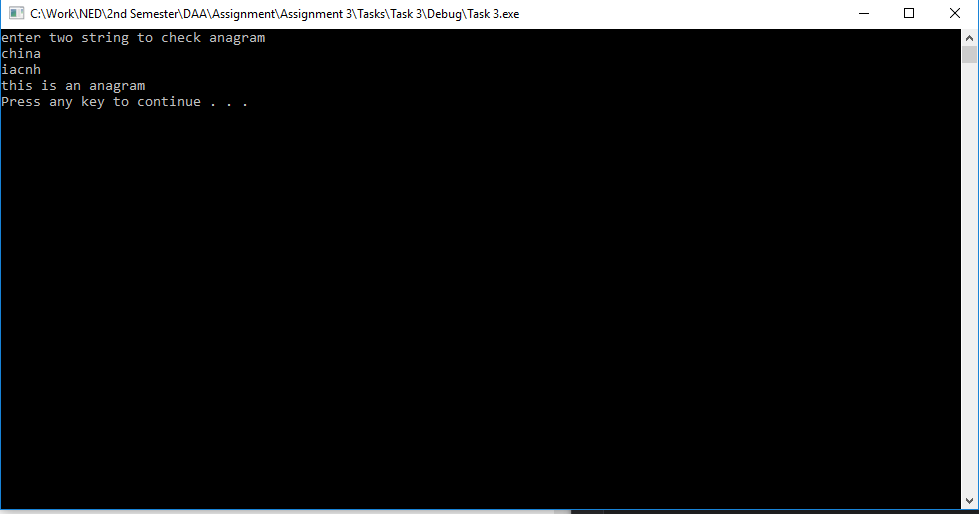 C:\Work\NED\2nd Semester\DAA\Assignment\Assignment 3\Tasks\Task 3\Debug\Task 3.exe
enter two string to check anagram
china
iacnh
this is an anagram
Press any key to continue . . .